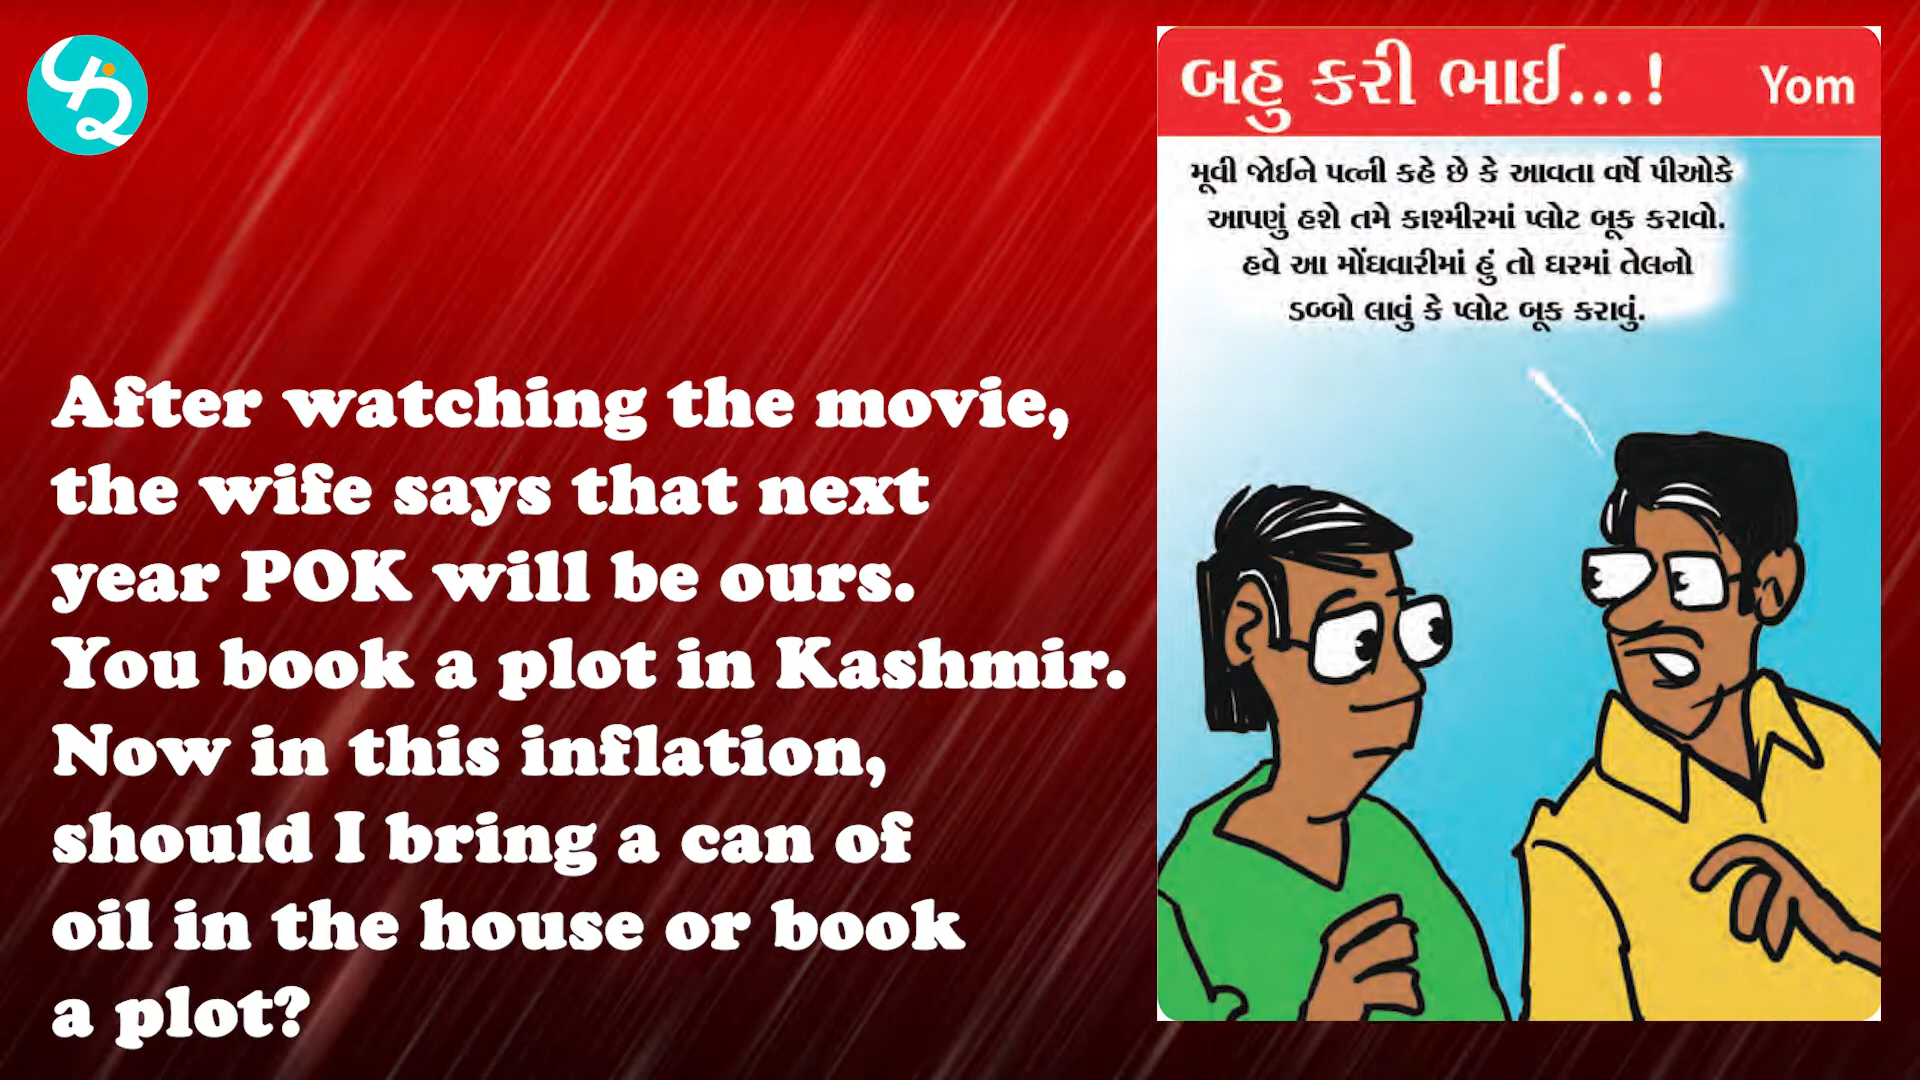 After watching the movie,
the wife says that next
year POK will be ours.
You book a plot in Kashmir.
Now in this inflation,
should I bring a can of
oil in the house or book
a plot?
બહુ કરી ભાઈ...! Yom
મૂવી જોઈને પત્ની કહે છે કે આવતા વર્ષે પીઓકે
આપણું હશે તમે કાશ્મીરમાં પ્લોટ બૂક કરાવો.
હવે આ મોંઘવારીમાં હું તો ઘરમાં તેલનો
ડબ્બો લાવું કે પ્લોટ બૂક કરાવું.